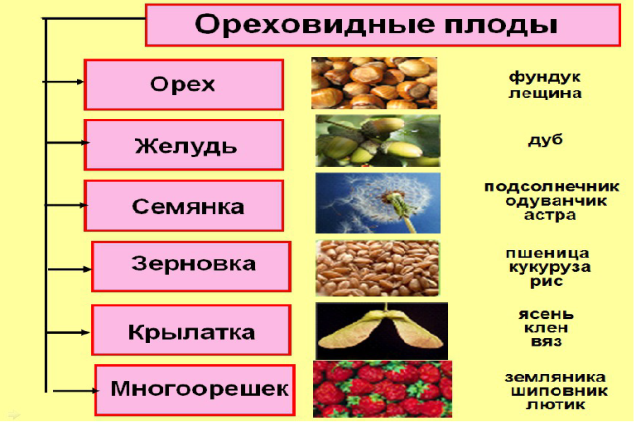 Ореховидные плоды
Орех
фундук
лещина
Желудь
дуб
Семянка
подсолнечник
одуванчик
астра
Зерновка
пшеница
кукуруза
рис
Крылатка
ясень
клен
вяз
Многоорешек
земляника
шиповник
лютик